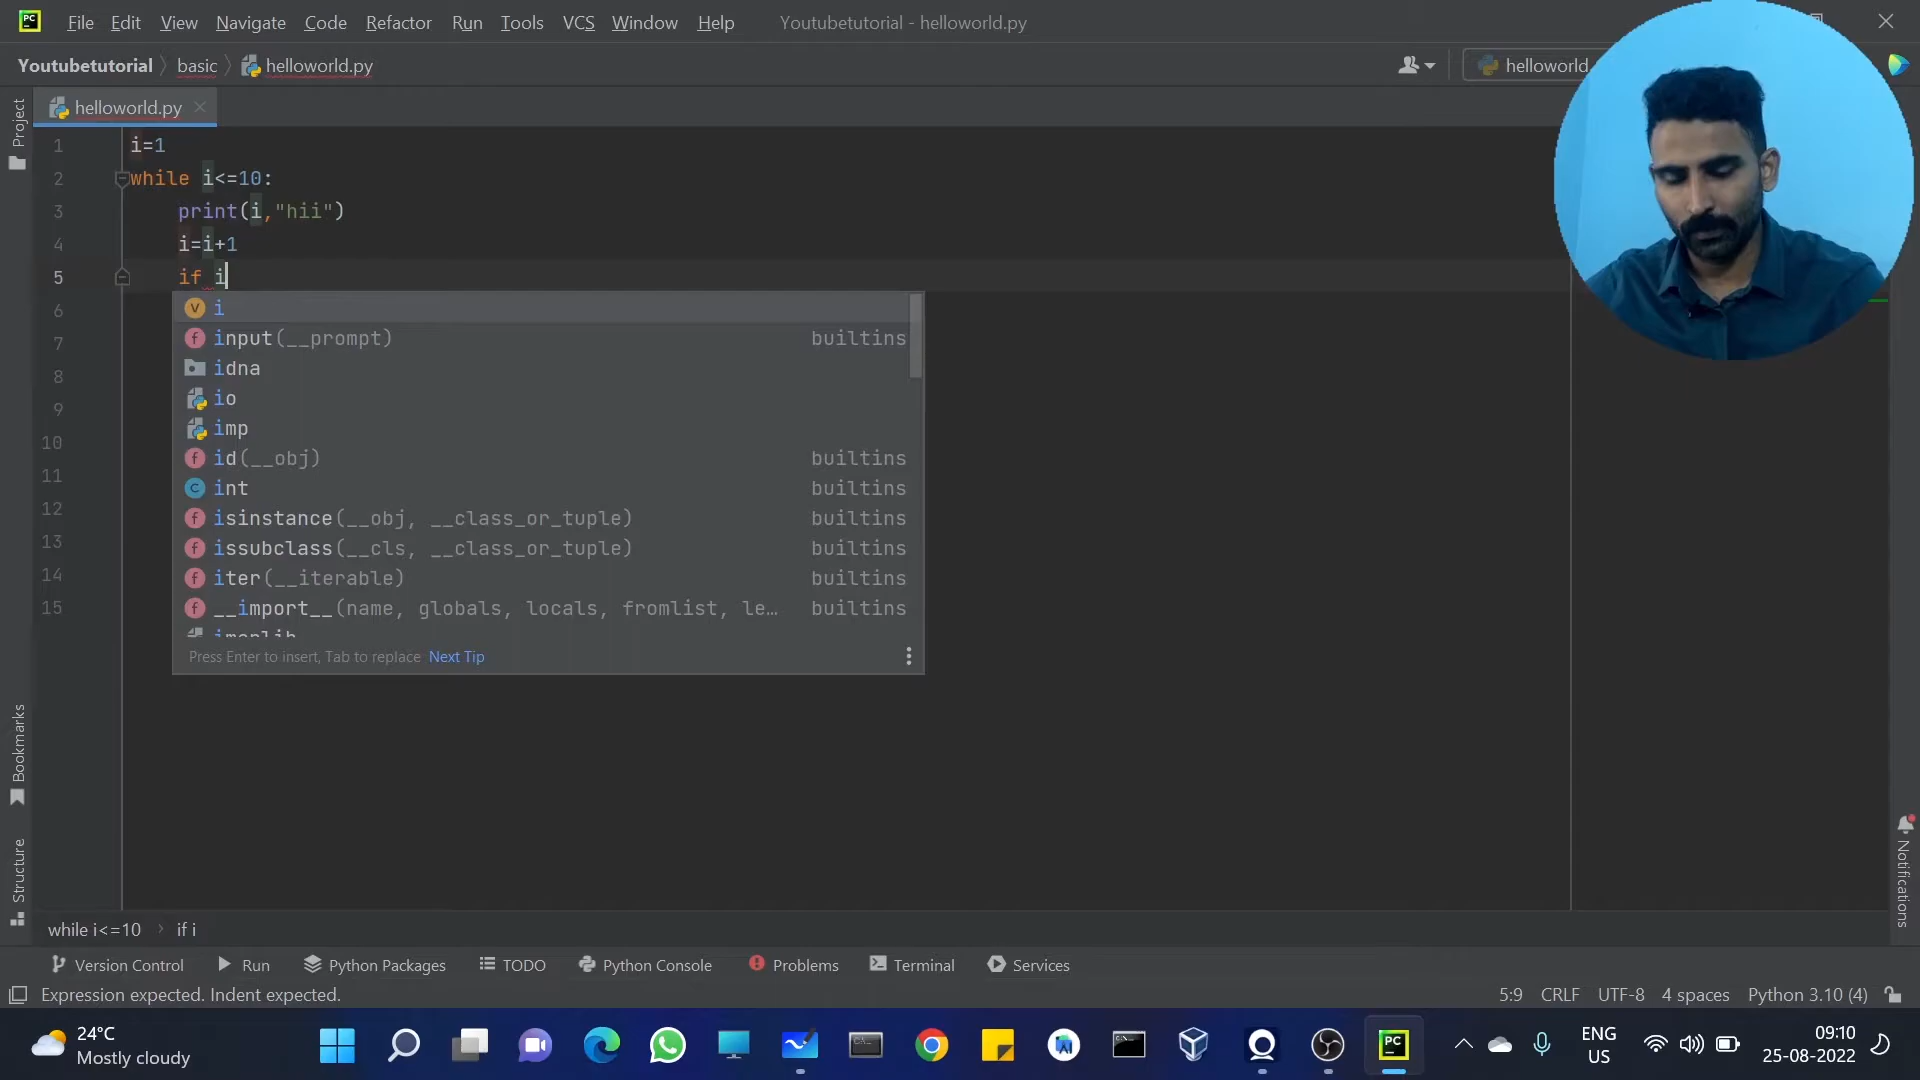 PC File Edit View Navigate Code Refactor Run Tools VCS Window Help Youtubetutorial - helloworld.py
Youtubetutorial basic helloworld.py helloworld
helloworld.py
Project
1 i=1
2 while i<=10:
3 print(i,"hii")
4 i=i+1
5 if i
6 i
7 input(__prompt) builtins
8 idna
9 io
10 imp
11 id(__obj) builtins
12 int builtins
13 isinstance(__obj, __class_or_tuple) builtins
14 issubclass(__cls, __class_or_tuple) builtins
iter(__iterable) builtins
15 __import__(name, globals, locals, fromlist, le… builtins
Press Enter to insert, Tab to replace Next Tip
Bookmarks
Structure
Notifications
while i<=10 if i
Version Control Run Python Packages TODO Python Console Problems Terminal Services
Expression expected. Indent expected. 5:9 CRLF UTF-8 4 spaces Python 3.10 (4)
24°C
Mostly cloudy
PC
ENG
US
09:10
25-08-2022